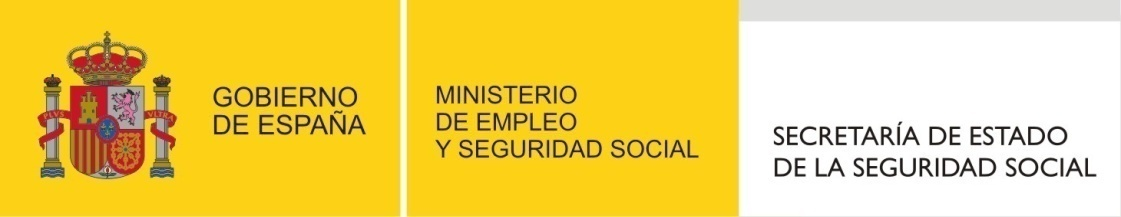 PLVS VLTRA
GOBIERNO
DE ESPAÑA
MINISTERIO
DE EMPLEO
Y SEGURIDAD SOCIAL
SECRETARÍA DE ESTADO
DE LA SEGURIDAD SOCIAL